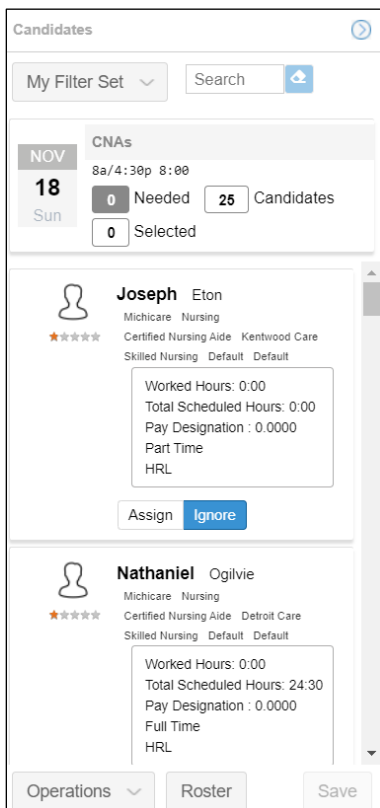 Candidates
My Filter Set Search
CNAs
NOV
18
Sun
8a/4:30p 8:00
0 Needed 25 Candidates
0 Selected
Joseph Eton
Michicare Nursing
Certified Nursing Aide Kentwood Care
Skilled Nursing Default Default
Worked Hours: 0:00
Total Scheduled Hours: 0:00
Pay Designation : 0.0000
Part Time
HRL
Assign Ignore
Nathaniel Ogilvie
Michicare Nursing
Certified Nursing Aide Detroit Care
Skilled Nursing Default Default
Worked Hours: 0:00
Total Scheduled Hours: 24:30
Pay Designation : 0.0000
Full Time
HRL
Operations Roster Save